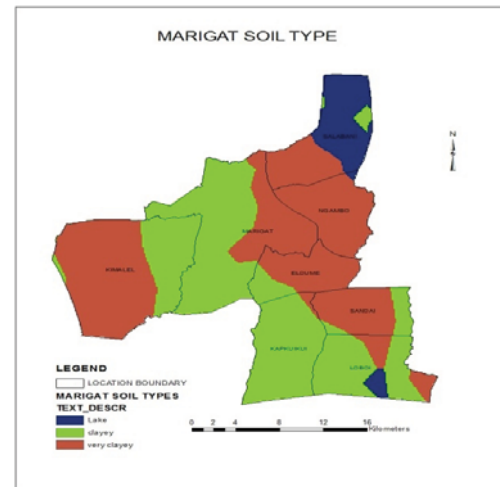 MARIGAT SOIL TYPE
N
NGAMBO
MARIGAT
KIMALEL
ELDUME
SANDAI
KAPKUIKUI
LOBOI
LEGEND
LOCATION BOUNDARY
MARIGAT SOIL TYPES
TEXT_DESCR
Lake
clayey
very clayey
0 2 4 8 12 16
Kilometers